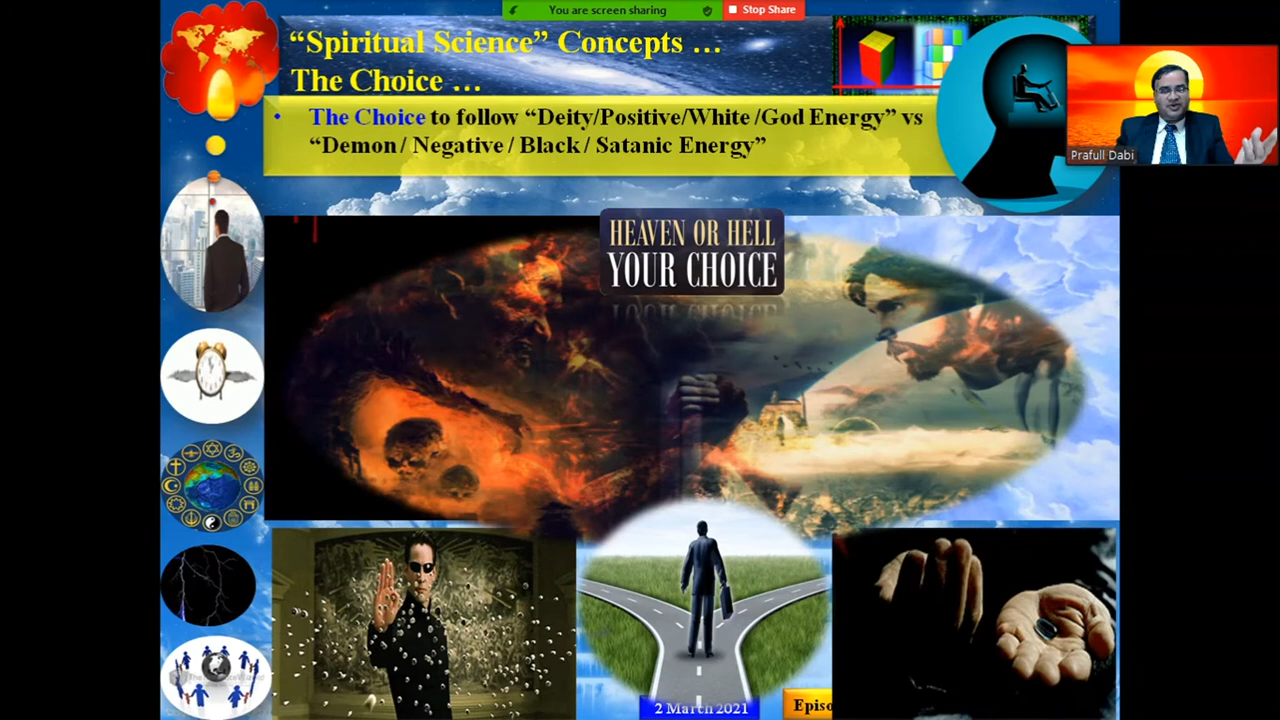 You are screen sharing
Stop Share
“Spiritual Science” Concepts …
The Choice …
• The Choice to follow “Deity/Positive/White /God Energy” vs
“Demon / Negative / Black / Satanic Energy”
Prafull Dabi
HEAVEN OR HELL
YOUR CHOICE
2 March 2021
Episo